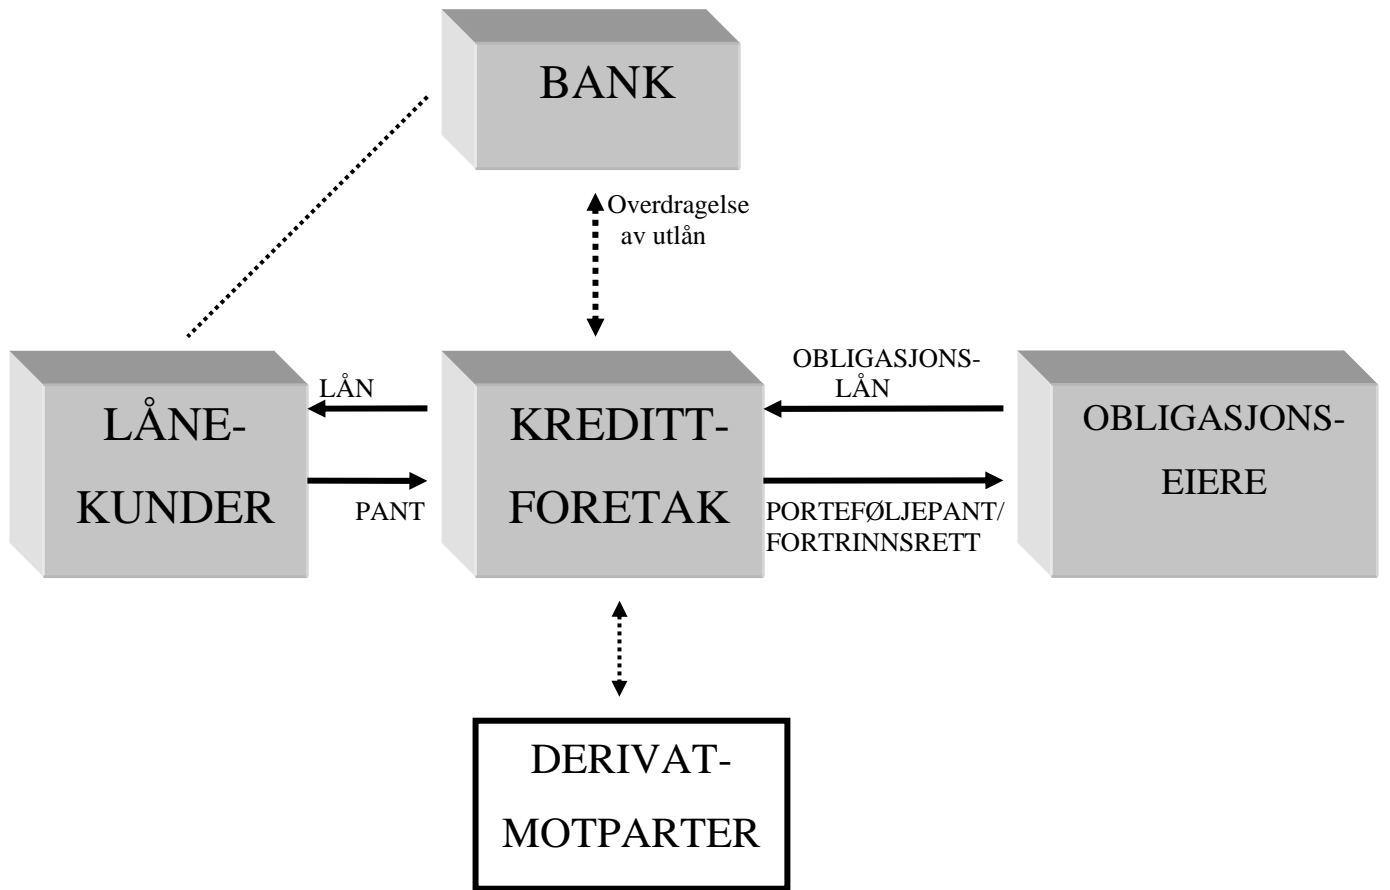 BANK
Overdragelse
av utlån
LÅNE-
KUNDER
LÅN
PANT
KREDITT-
FORETAK
OBLIGASJONS-
LÅN
PORTEFØLJEPANT/
FORTRINNSRETT
OBLIGASJONS-
EIERE
DERIVAT-
MOTPARTER